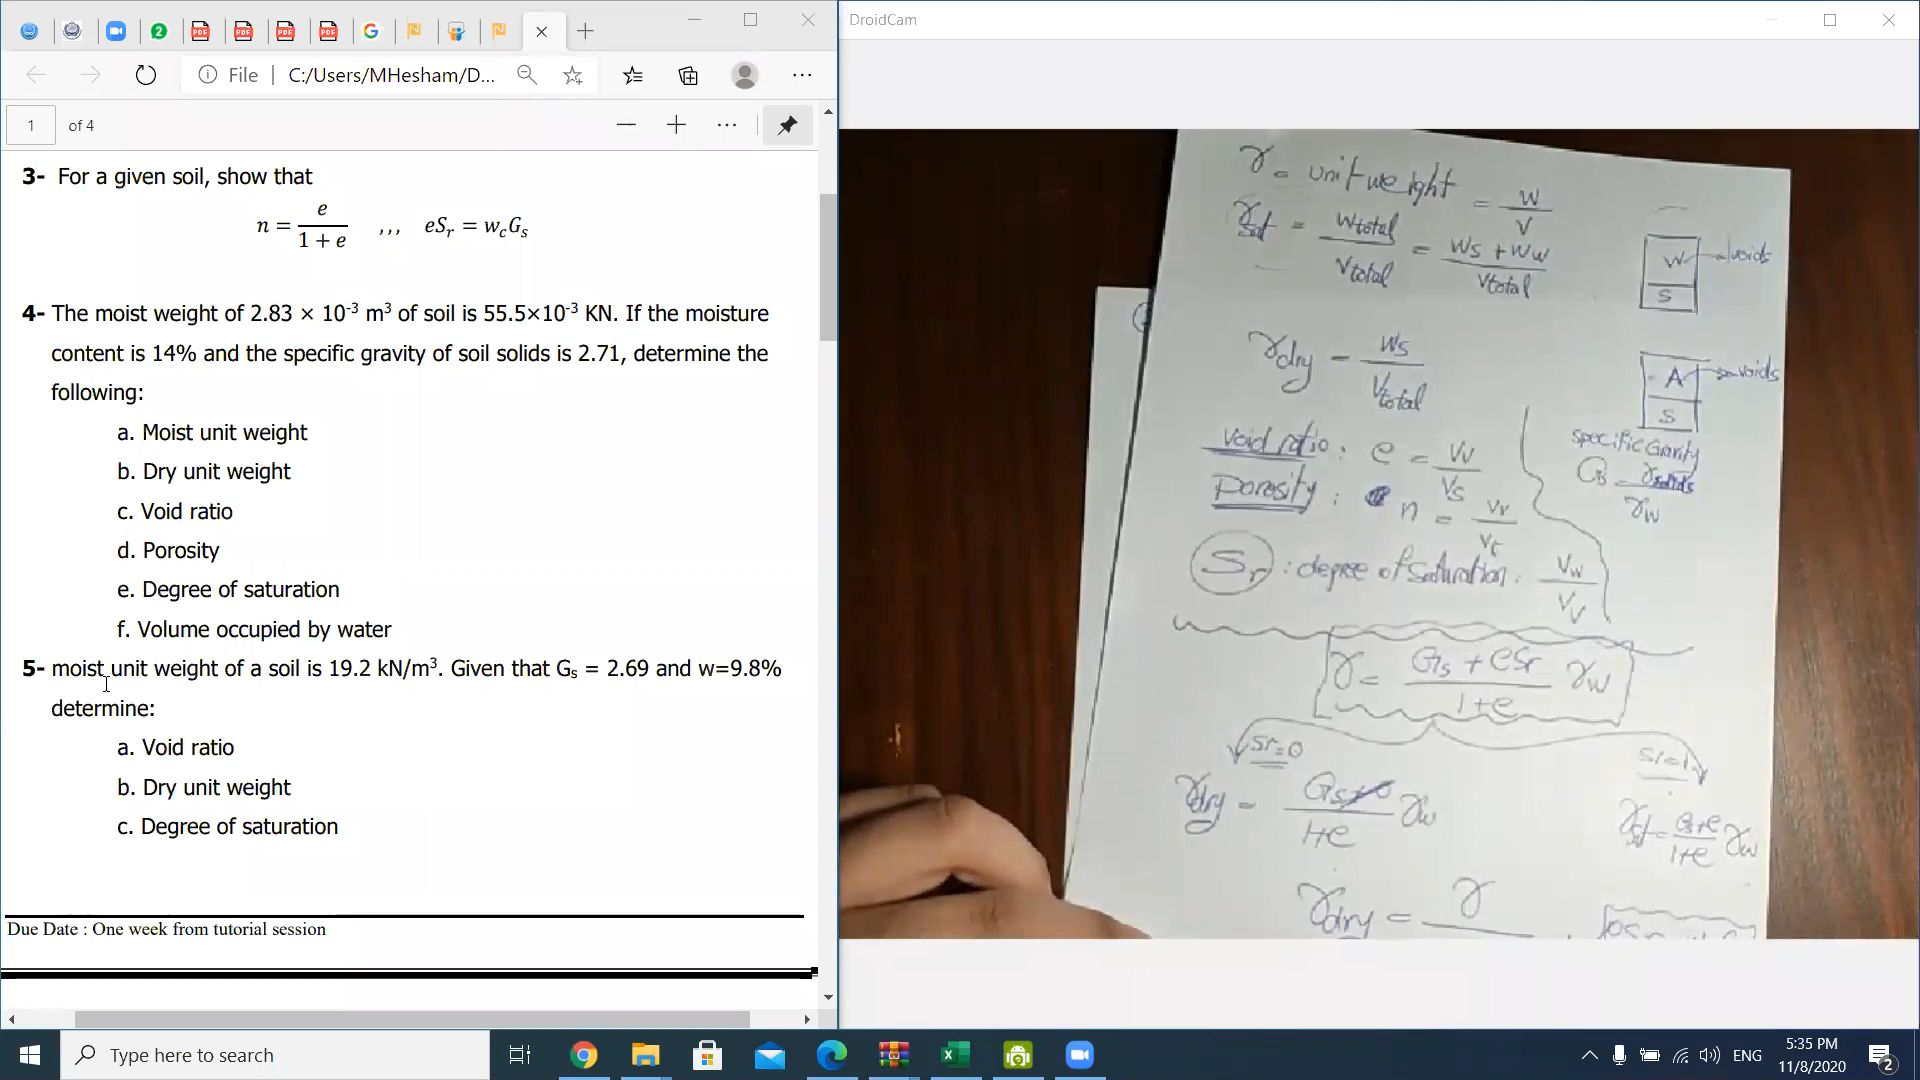 DroidCam
File C:/Users/MHesham/D...
1 of 4
3- For a given soil, show that
n = e / 1 + e ,,, eSr = wcGs
4- The moist weight of 2.83 × 10-3 m3 of soil is 55.5×10-3 KN. If the moisture
content is 14% and the specific gravity of soil solids is 2.71, determine the
following:
a. Moist unit weight
b. Dry unit weight
c. Void ratio
d. Porosity
e. Degree of saturation
f. Volume occupied by water
5- moist unit weight of a soil is 19.2 kN/m3. Given that Gs = 2.69 and w=9.8%
determine:
a. Void ratio
b. Dry unit weight
c. Degree of saturation
Due Date : One week from tutorial session
γ = unit weight = W / V
γsat = Wtotal / Vtotal = Ws + Ww / Vtotal
W voids
S
γdry = Ws / Vtotal
A voids
S
void ratio : e = Vv / Vs
specific Gravity
Gs = γsolids / γw
Porosity : n = Vv / Vt
Sr : degree of saturation : Vw / Vv
γ = Gs + eSr / 1+e γw
Sr=0
Sr=1
γdry = Gs+0 / 1+e γw
γsat = Gs+e / 1+e γw
γdry = γ
Type here to search
ENG
5:35 PM
11/8/2020
2